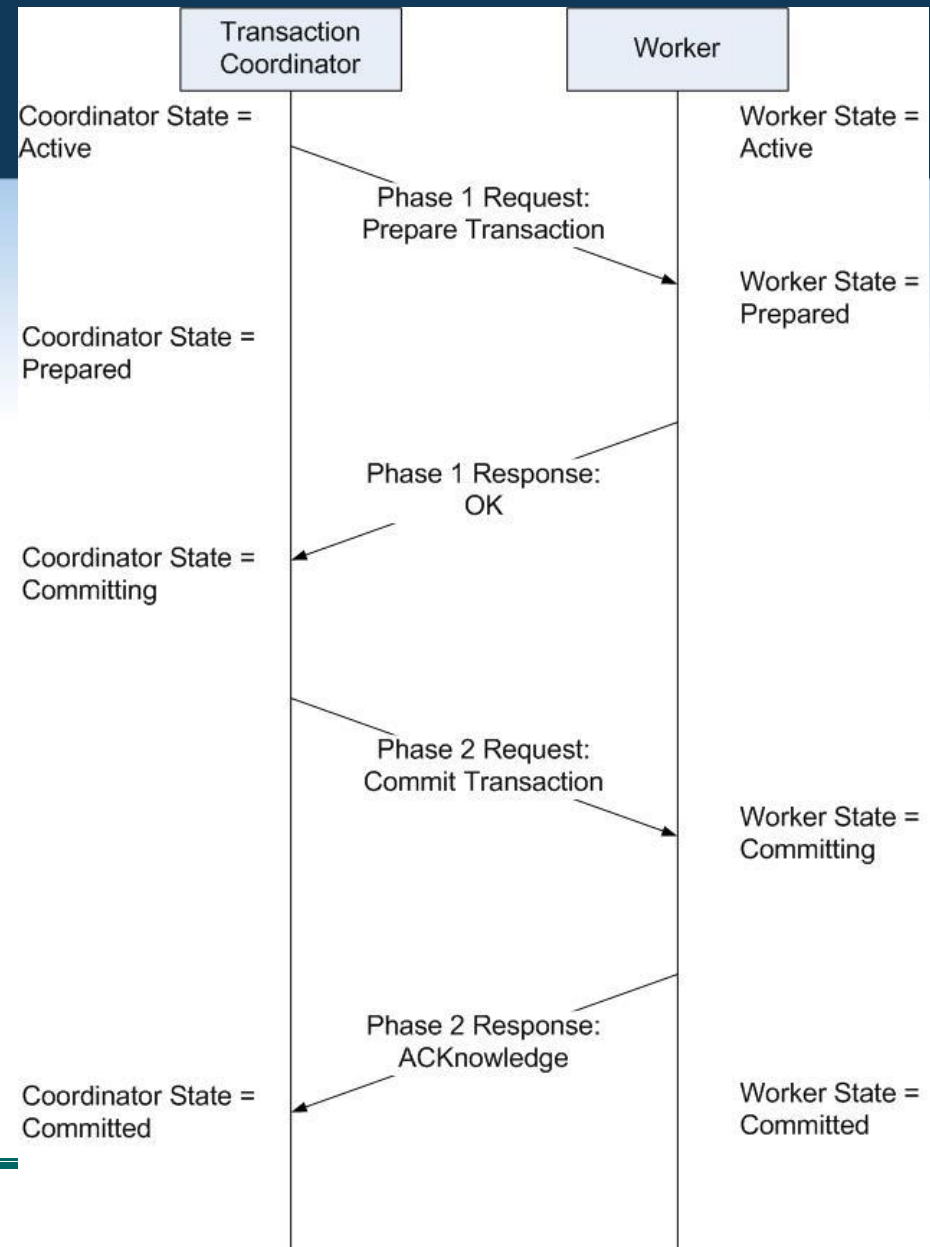 Transaction
Coordinator
Worker
Coordinator State =
Active
Worker State =
Active
Phase 1 Request:
Prepare Transaction
Worker State =
Prepared
Coordinator State =
Prepared
Phase 1 Response:
OK
Coordinator State =
Committing
Phase 2 Request:
Commit Transaction
Worker State =
Committing
Phase 2 Response:
ACKnowledge
Coordinator State =
Committed
Worker State =
Committed